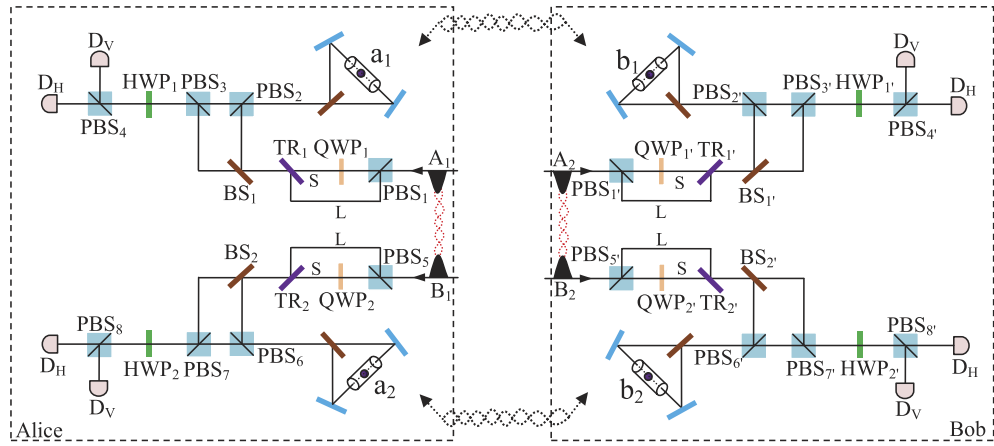 D_V
a_1
b_1
D_V
D_H
HWP_1
PBS_3
PBS_2
PBS_2'
PBS_3'
HWP_1'
D_H
PBS_4
PBS_4'
TR_1
QWP_1
A_1
A_2
QWP_1'
TR_1'
BS_1
S
PBS_1
PBS_1'
S
BS_1'
L
L
L
L
BS_2
S
PBS_5
PBS_5'
S
BS_2'
TR_2
QWP_2
B_1
B_2
QWP_2'
TR_2'
PBS_8
PBS_8'
D_H
HWP_2
PBS_7
PBS_6
PBS_6'
PBS_7'
HWP_2'
D_H
D_V
a_2
b_2
D_V
Alice
Bob